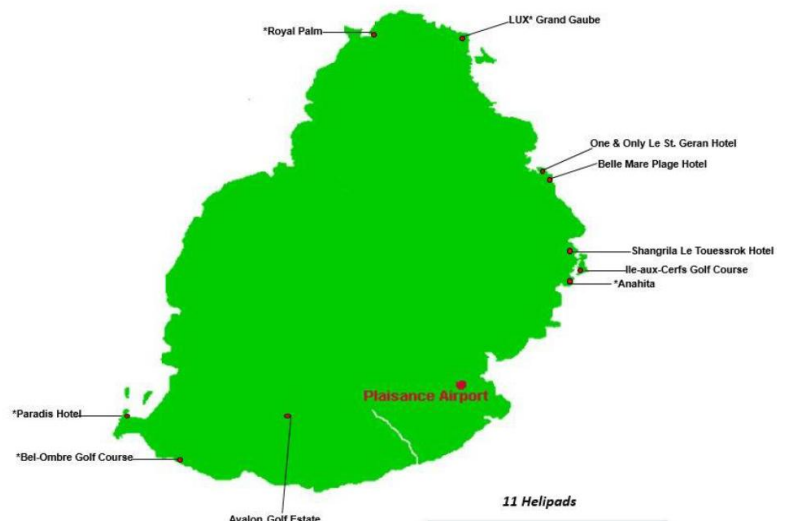 *Royal Palm
LUX* Grand Gaube
One & Only Le St. Geran Hotel
Belle Mare Plage Hotel
Shangrila Le Touessrok Hotel
Ile-aux-Cerfs Golf Course
*Anahita
Plaisance Airport
*Paradis Hotel
*Bel-Ombre Golf Course
11 Helipads
Avalon Golf Estate